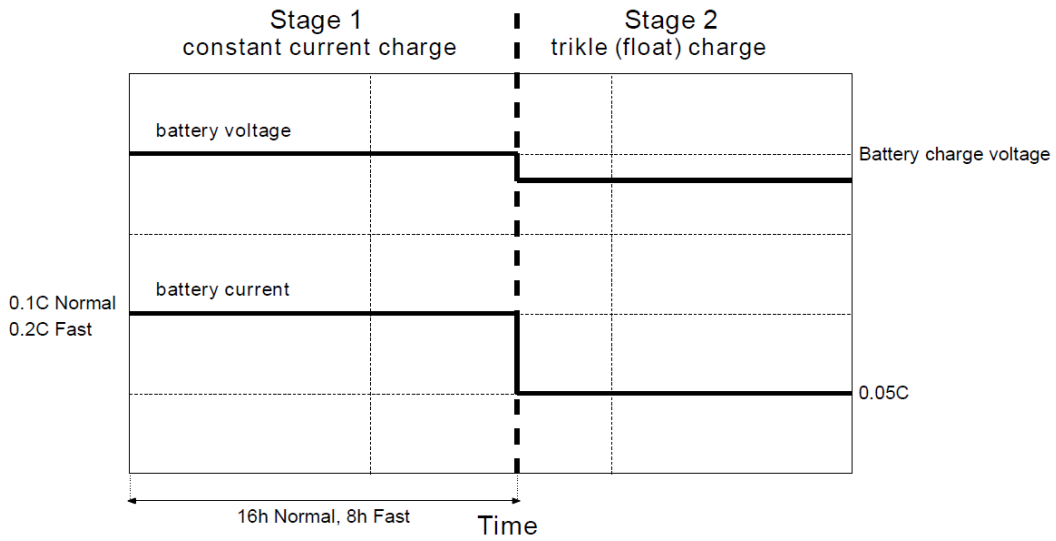 Stage 1
constant current charge
Stage 2
trikle (float) charge
battery voltage
Battery charge voltage
battery current
0.1C Normal
0.2C Fast
0.05C
16h Normal, 8h Fast
Time